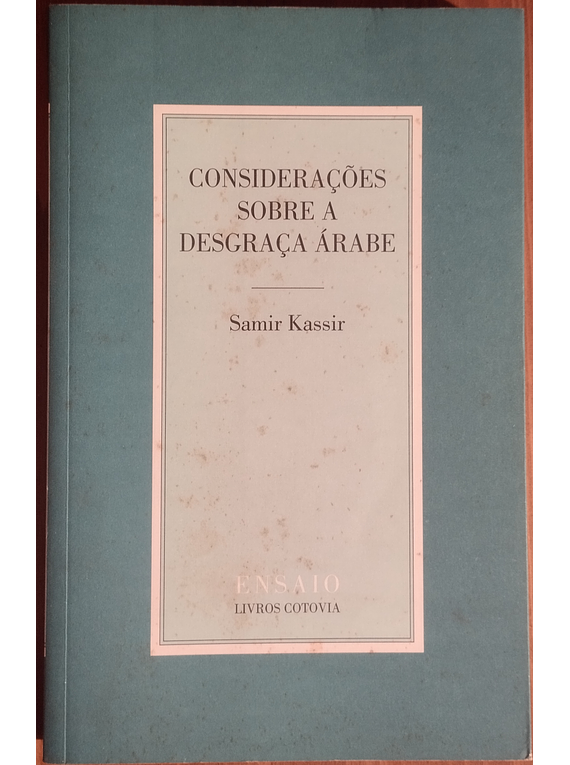 CONSIDERAÇÕES
SOBRE A
DESGRAÇA ÁRABE
Samir Kassir
ENSAIO
LIVROS COTOVIA